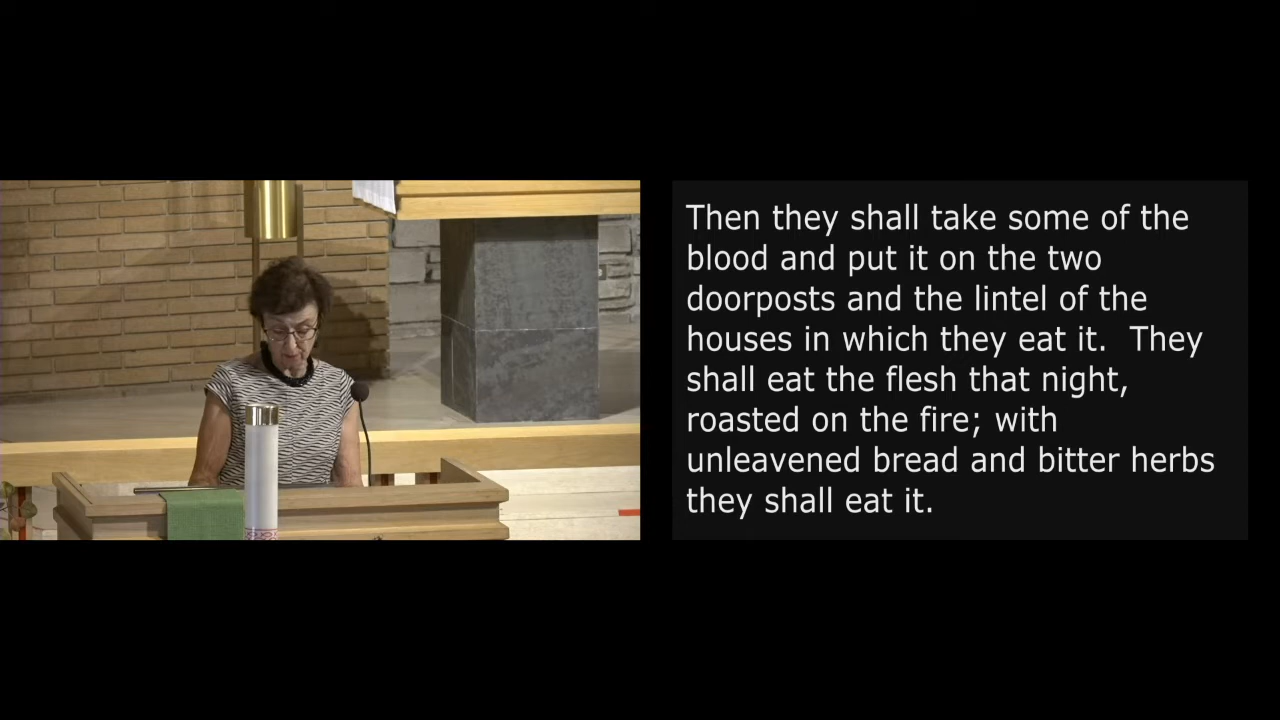 Then they shall take some of the
blood and put it on the two
doorposts and the lintel of the
houses in which they eat it.  They
shall eat the flesh that night,
roasted on the fire; with
unleavened bread and bitter herbs
they shall eat it.